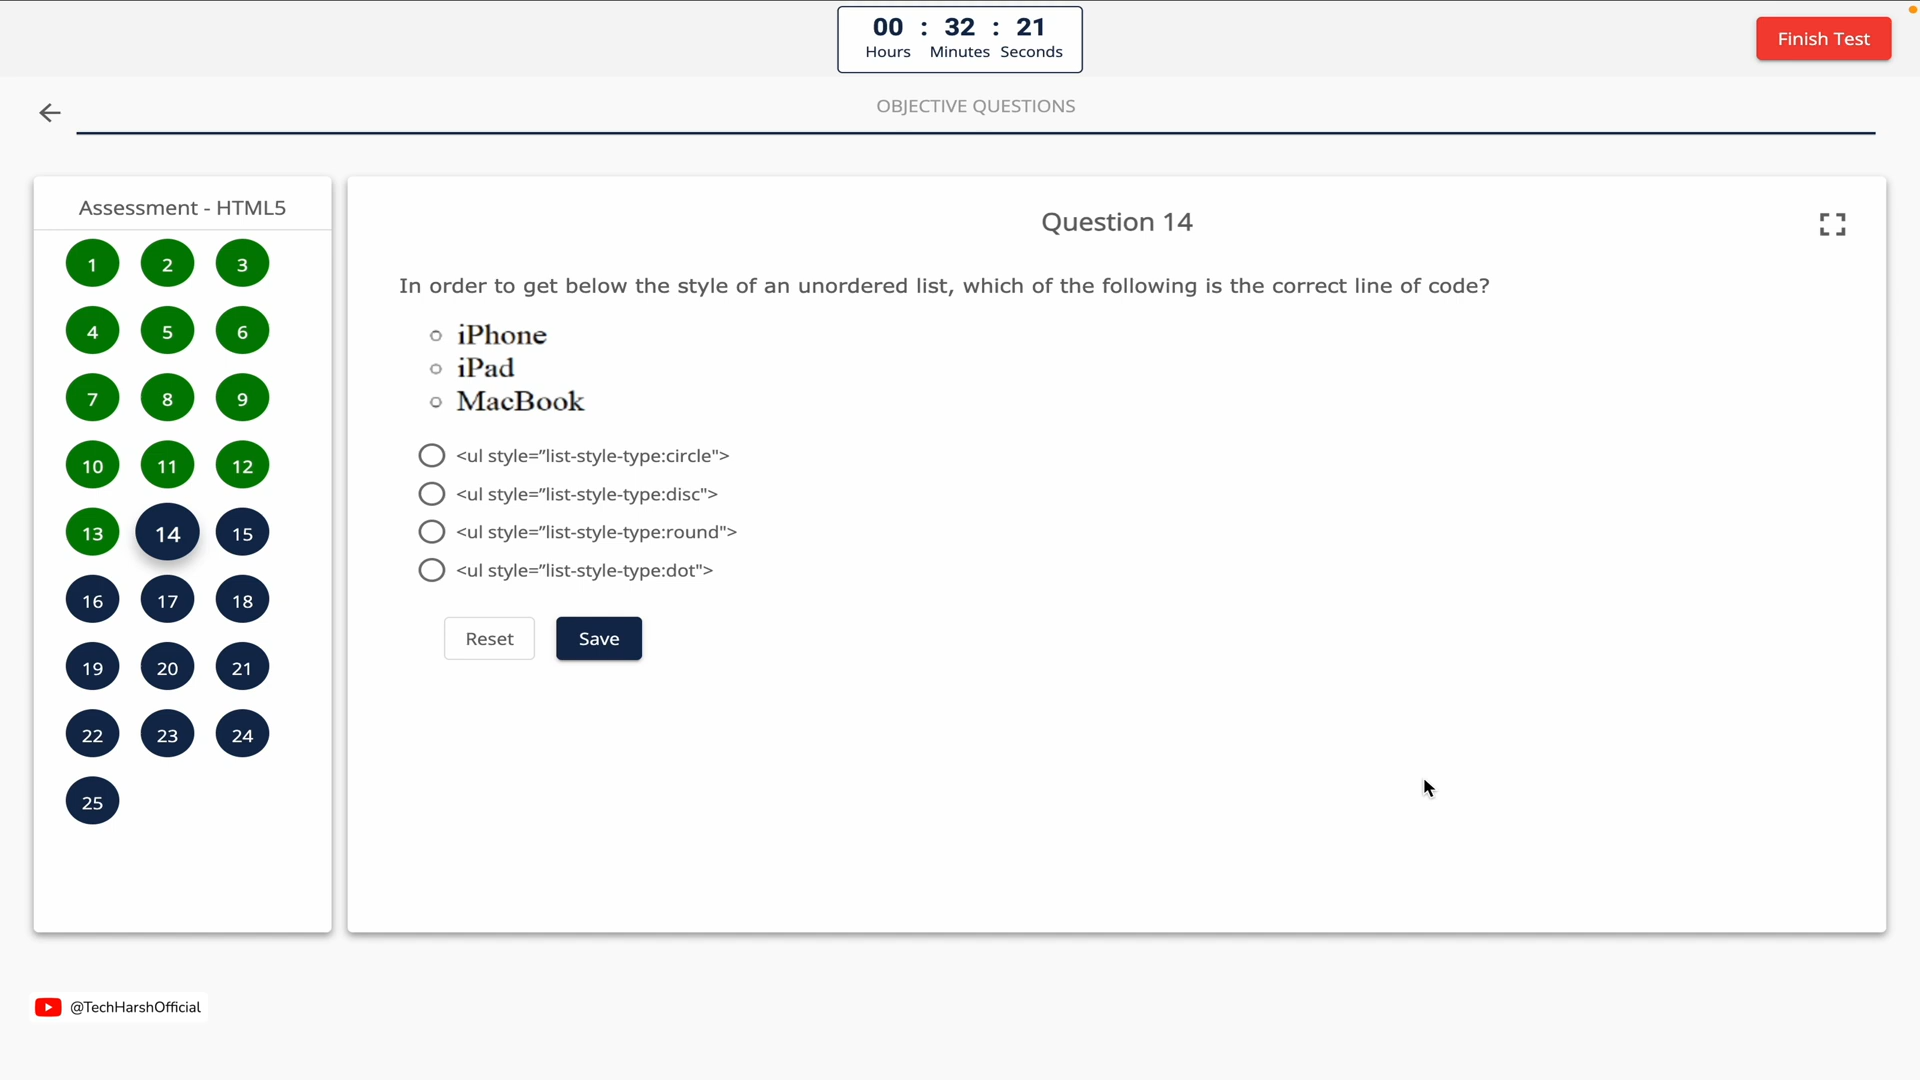 00 : 32 : 21
Hours Minutes Seconds
Finish Test
OBJECTIVE QUESTIONS
Assessment - HTML5
1 2 3
4 5 6
7 8 9
10 11 12
13 14 15
16 17 18
19 20 21
22 23 24
25
Question 14
In order to get below the style of an unordered list, which of the following is the correct line of code?
iPhone
iPad
MacBook
<ul style=”list-style-type:circle">
<ul style=”list-style-type:disc">
<ul style=”list-style-type:round">
<ul style=”list-style-type:dot">
Reset Save
@TechHarshOfficial